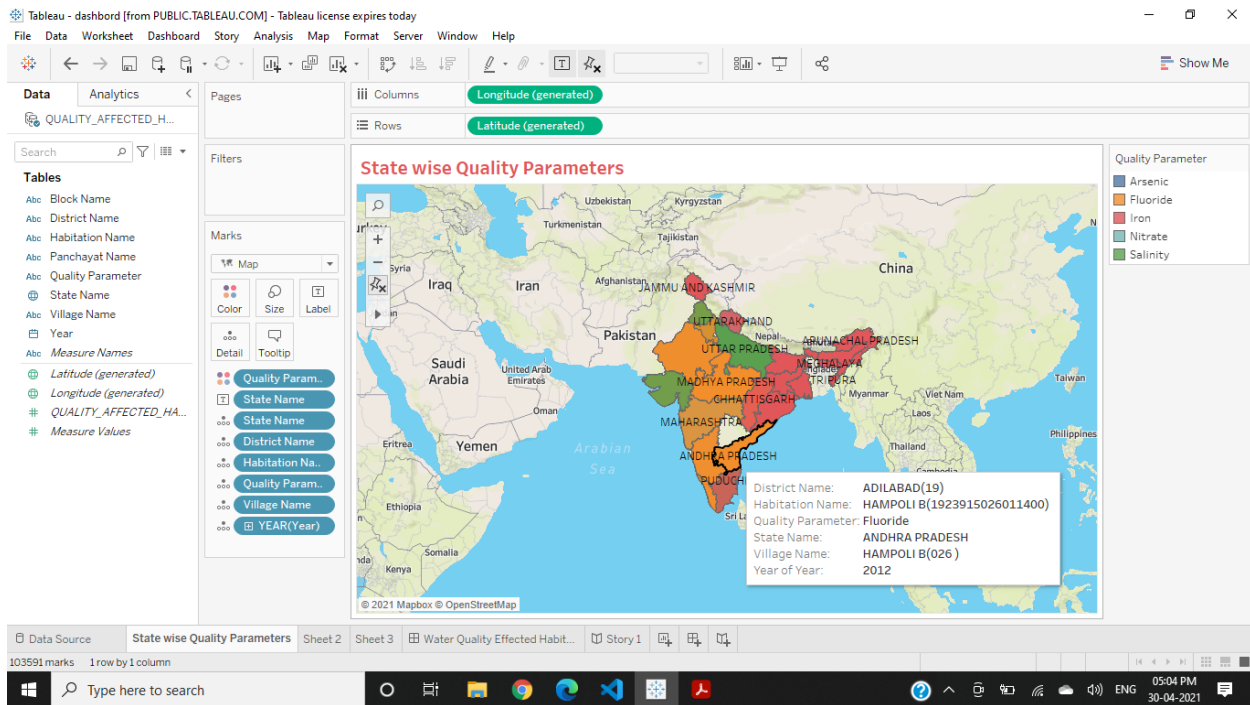 Tableau - dashbord [from PUBLIC.TABLEAU.COM] - Tableau license expires today
File Data Worksheet Dashboard Story Analysis Map Format Server Window Help
Show Me
Data Analytics
QUALITY_AFFECTED_H...
Search
Tables
Abc Block Name
Abc District Name
Abc Habitation Name
Abc Panchayat Name
Abc Quality Parameter
State Name
Abc Village Name
Year
Abc Measure Names
Latitude (generated)
Longitude (generated)
# QUALITY_AFFECTED_HA...
# Measure Values
Pages
Filters
Marks
Map
Color Size Label
Detail Tooltip
Quality Param..
State Name
State Name
District Name
Habitation Na..
Quality Param..
Village Name
YEAR(Year)
Columns Longitude (generated)
Rows Latitude (generated)
State wise Quality Parameters
Uzbekistan
Kyrgyzstan
Turkmenistan
Tajikistan
Syria
Iraq
Iran
Afghanistan
China
JAMMU AND KASHMIR
Pakistan
UTTARAKHAND
Nepal
UTTAR PRADESH
ARUNACHAL PRADESH
MEGHALAYA
Saudi
Arabia
United Arab
Emirates
MADHYA PRADESH
TRIPURA
Taiwan
Oman
CHHATTISGARH
Myanmar
Viet Nam
Laos
MAHARASHTRA
Philippines
Eritrea
Yemen
Arabian
Sea
ANDHRA PRADESH
Thailand
Cambodia
Ethiopia
Somalia
Kenya
District Name: ADILABAD(19)
Habitation Name: HAMPOLI B(1923915026011400)
Quality Parameter: Fluoride
State Name: ANDHRA PRADESH
Village Name: HAMPOLI B(026 )
Year of Year: 2012
© 2021 Mapbox © OpenStreetMap
Quality Parameter
Arsenic
Fluoride
Iron
Nitrate
Salinity
Data Source State wise Quality Parameters Sheet 2 Sheet 3 Water Quality Effected Habit... Story 1
103591 marks 1 row by 1 column
Type here to search
ENG
05:04 PM
30-04-2021